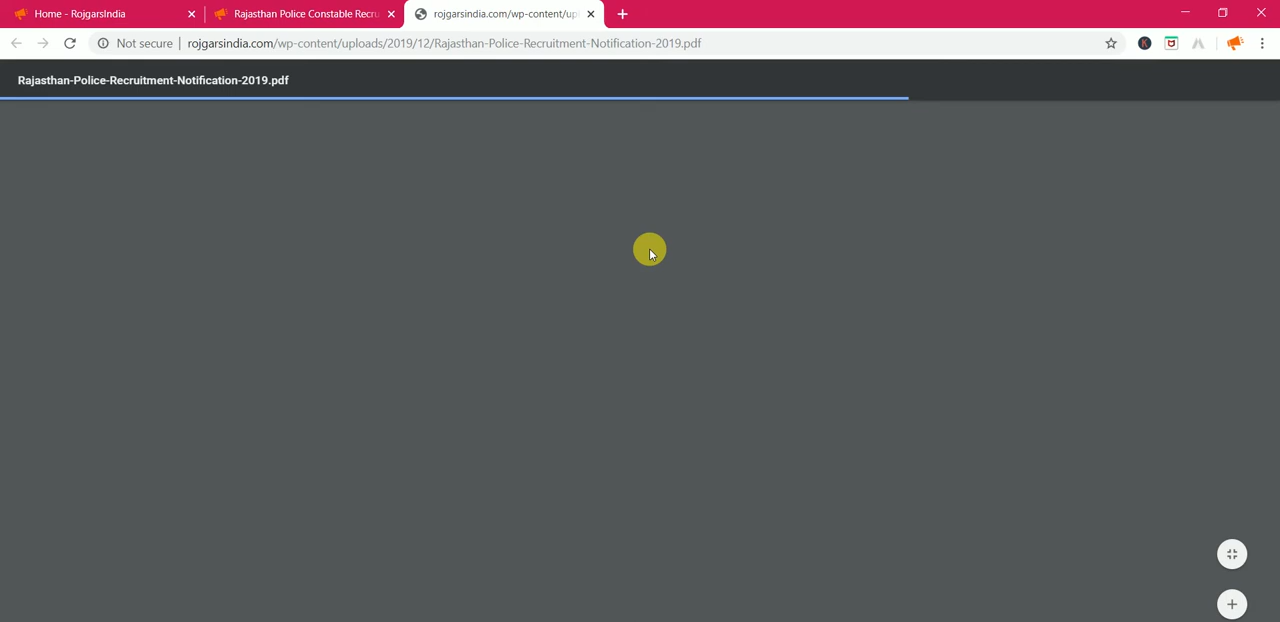 Home - RojgarsIndia
Rajasthan Police Constable Recru
rojgarsindia.com/wp-content/upl
Not secure | rojgarsindia.com/wp-content/uploads/2019/12/Rajasthan-Police-Recruitment-Notification-2019.pdf
Rajasthan-Police-Recruitment-Notification-2019.pdf